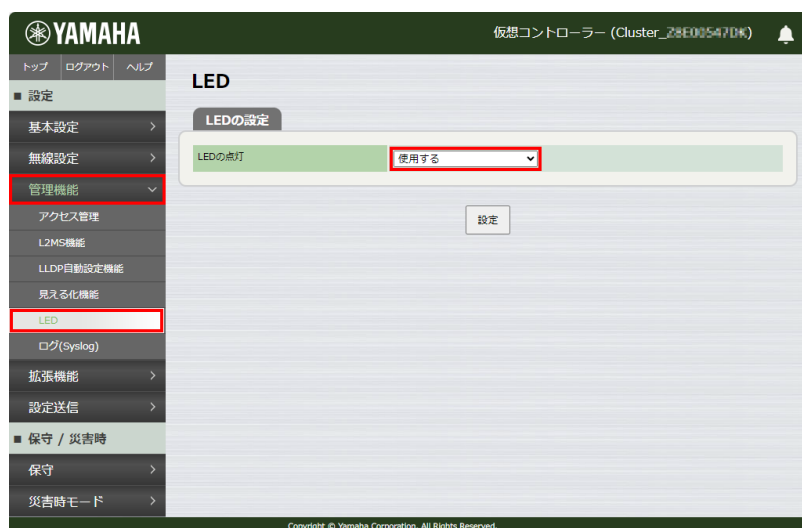 YAMAHA
仮想コントローラー (Cluster_)
トップ ログアウト ヘルプ
■ 設定
基本設定
無線設定
管理機能
アクセス管理
L2MS機能
LLDP自動設定機能
見える化機能
LED
ログ(Syslog)
拡張機能
設定送信
■ 保守 / 災害時
保守
災害時モード
LED
LEDの設定
LEDの点灯 使用する
設定
Copyright © Yamaha Corporation. All Rights Reserved.